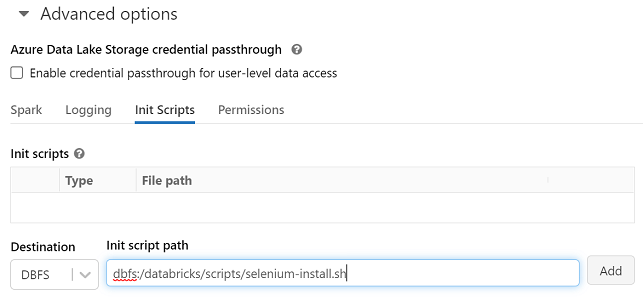 Advanced options
Azure Data Lake Storage credential passthrough ?
Enable credential passthrough for user-level data access
Spark Logging Init Scripts Permissions
Init scripts ?
Type File path
Destination Init script path
DBFS dbfs:/databricks/scripts/selenium-install.sh Add